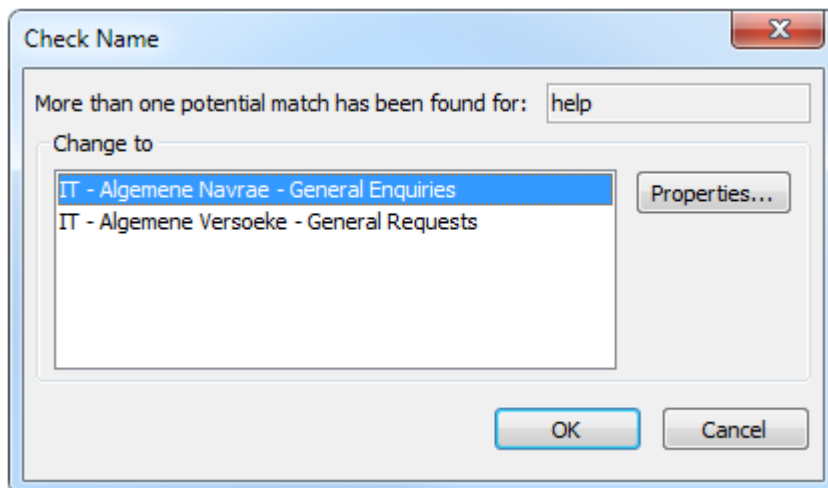 Check Name
More than one potential match has been found for: help
Change to
IT - Algemene Navrae - General Enquiries
IT - Algemene Versoeke - General Requests
Properties...
OK
Cancel